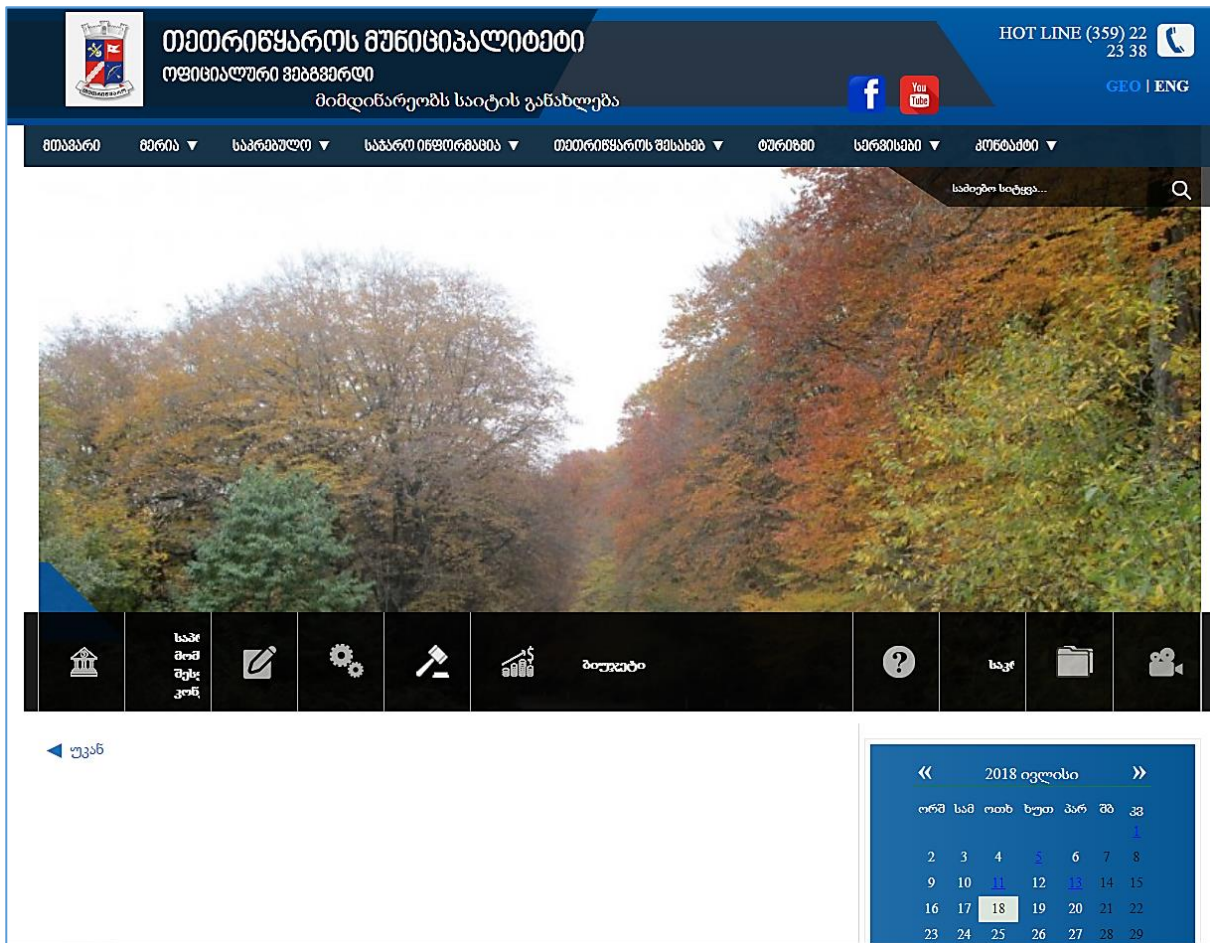 თეთრიწყაროს მუნიციპალიტეტი
ოფიციალური ვებგვერდი
მიმდინარეობს საიტის განახლება
HOT LINE (359) 22
23 38
You
Tube
GEO | ENG
მთავარი მერია ▼ საკრებულო ▼ საჯარო ინფორმაცია ▼ თეთრიწყაროს შესახებ ▼ ტურიზმი სერვისები ▼ კონტაქტი ▼
საძიებო სიტყვა...
ბიუჯეტი
უკან
« 2018 ივლისი »
ორშ სამ ოთხ ხუთ პარ შბ კვ
1
2 3 4 5 6 7 8
9 10 11 12 13 14 15
16 17 18 19 20 21 22
23 24 25 26 27 28 29